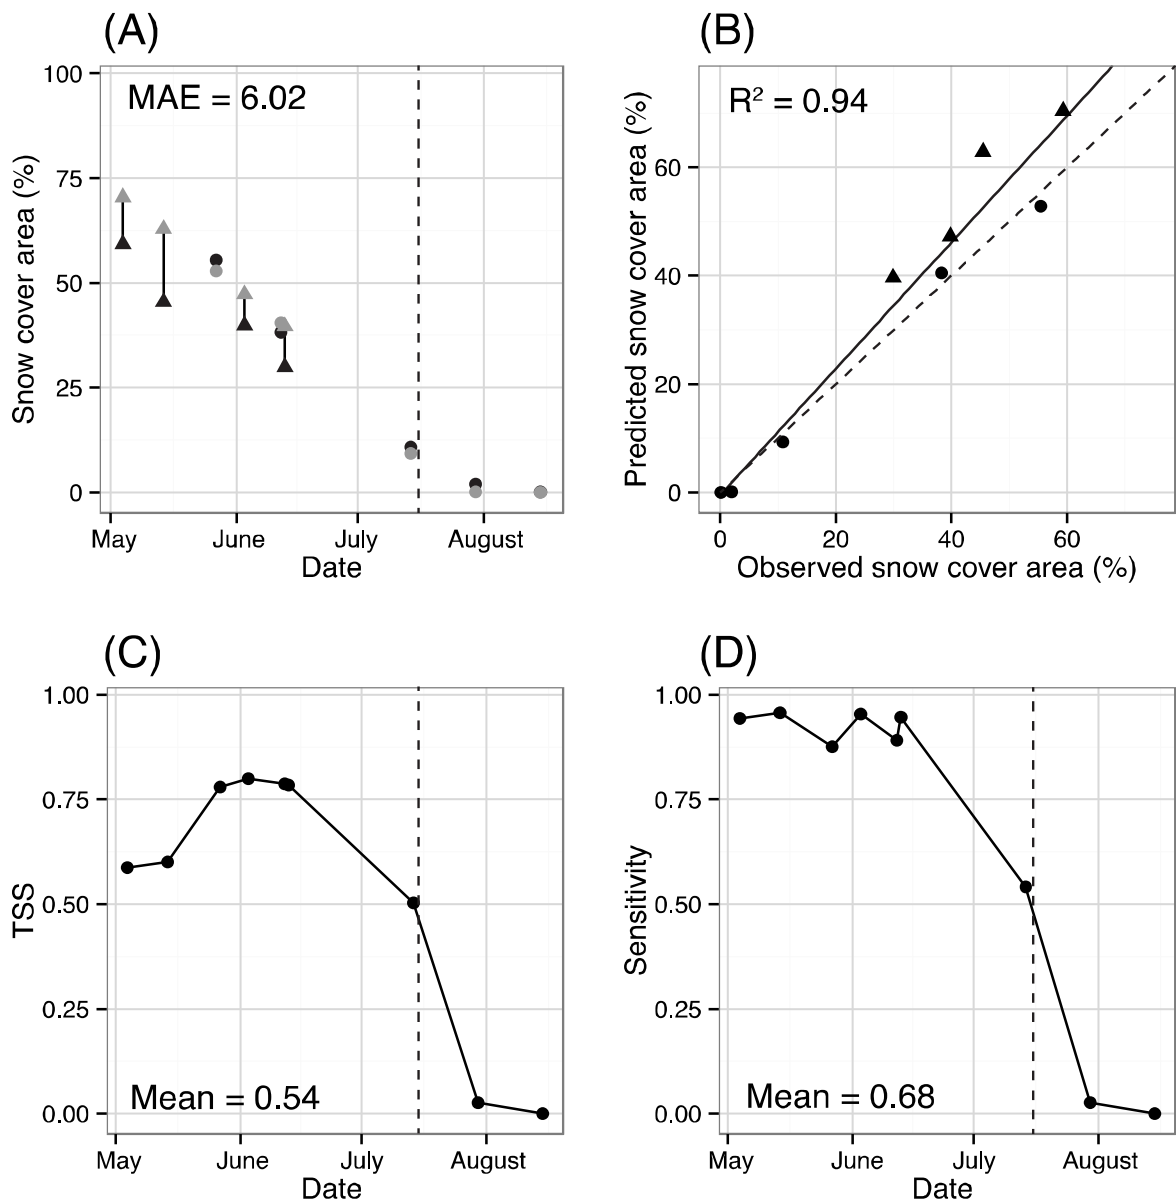 (A)
MAE = 6.02
Snow cover area (%)
100
75
50
25
0
May June July August
Date
(B)
R² = 0.94
Predicted snow cover area (%)
60
40
20
0
0 20 40 60
Observed snow cover area (%)
(C)
TSS
1.00
0.75
0.50
0.25
0.00
Mean = 0.54
May June July August
Date
(D)
Sensitivity
1.00
0.75
0.50
0.25
0.00
Mean = 0.68
May June July August
Date